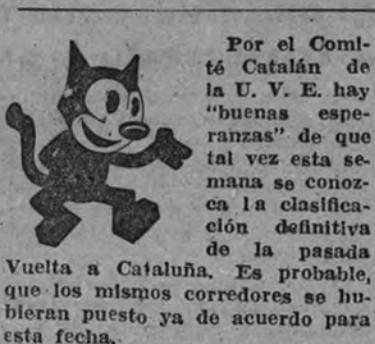 Por el Comi-
té Catalán de
la U. V. E. hay
"buenas espe-
ranzas" de que
tal vez esta se-
mana se conoz-
ca la clasifica-
ción definitiva
de la pasada
Vuelta a Cataluña. Es probable,
que los mismos corredores se hu-
bieran puesto ya de acuerdo para
esta fecha.